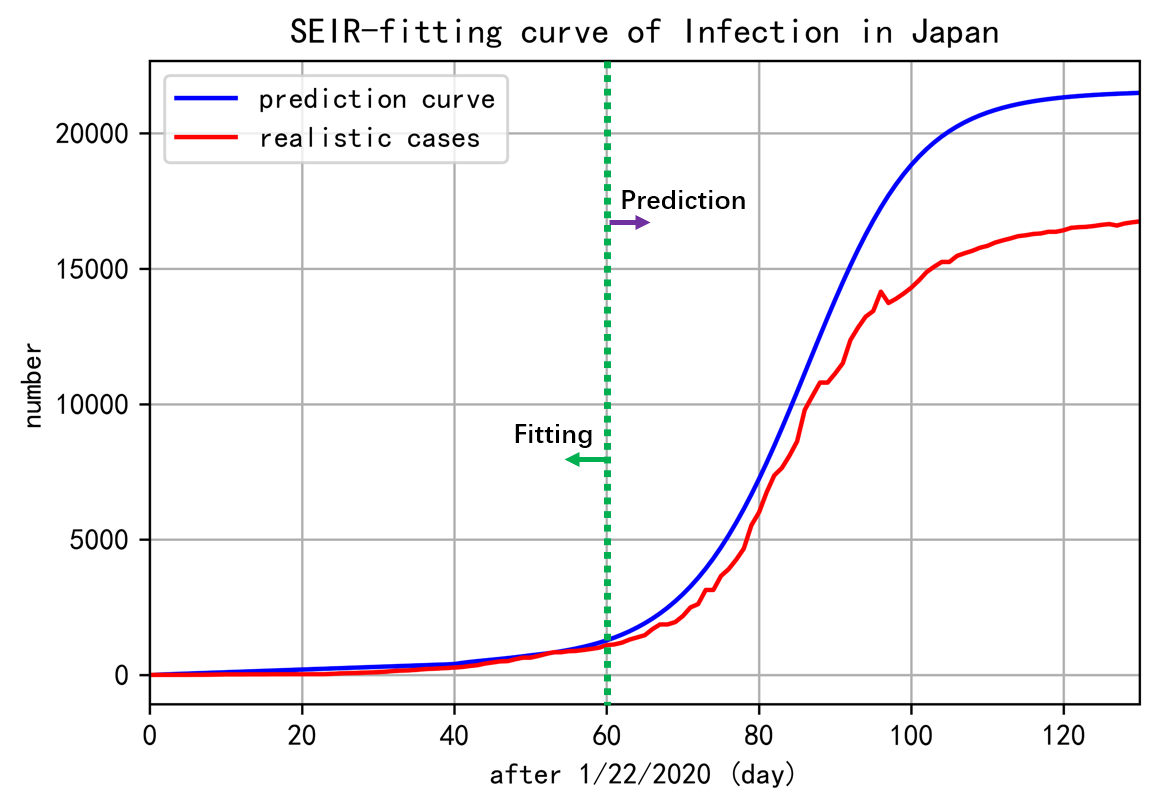 SEIR-fitting curve of Infection in Japan
prediction curve
realistic cases
20000
15000
10000
5000
0
number
Prediction
Fitting
0 20 40 60 80 100 120
after 1/22/2020 (day)